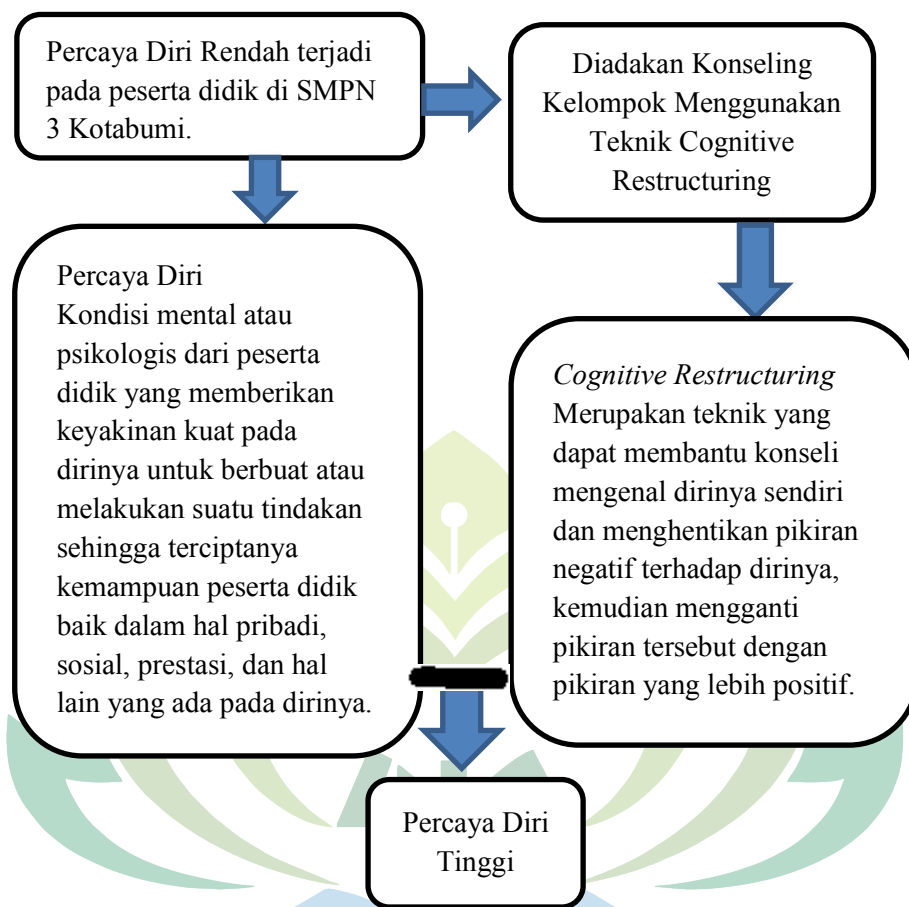 Percaya Diri Rendah terjadi
pada peserta didik di SMPN
3 Kotabumi.
Diadakan Konseling
Kelompok Menggunakan
Teknik Cognitive
Restructuring
Percaya Diri
Kondisi mental atau
psikologis dari peserta
didik yang memberikan
keyakinan kuat pada
dirinya untuk berbuat atau
melakukan suatu tindakan
sehingga terciptanya
kemampuan peserta didik
baik dalam hal pribadi,
sosial, prestasi, dan hal
lain yang ada pada dirinya.
Cognitive Restructuring
Merupakan teknik yang
dapat membantu konseli
mengenal dirinya sendiri
dan menghentikan pikiran
negatif terhadap dirinya,
kemudian mengganti
pikiran tersebut dengan
pikiran yang lebih positif.
Percaya Diri
Tinggi